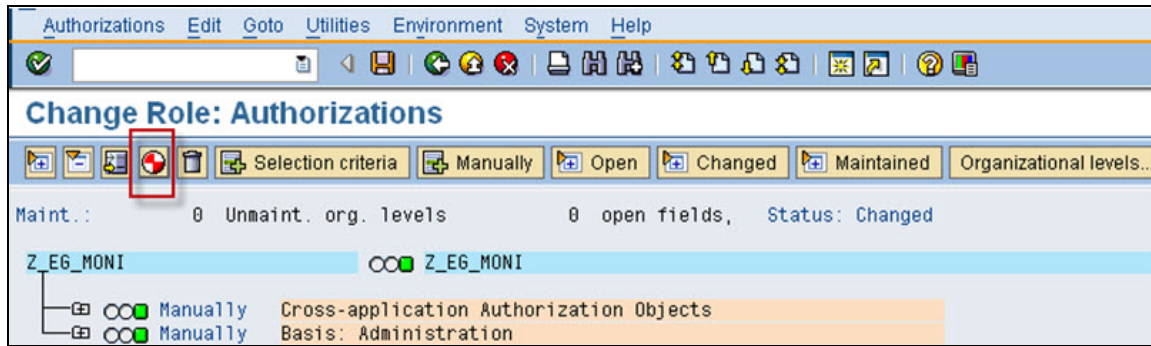 Authorizations Edit Goto Utilities Environment System Help
Change Role: Authorizations
Selection criteria Manually Open Changed Maintained Organizational levels...
Maint.: 0 Unmaint. org. levels 0 open fields, Status: Changed
Z_EG_MONI Z_EG_MONI
Manually Cross-application Authorization Objects
Manually Basis: Administration